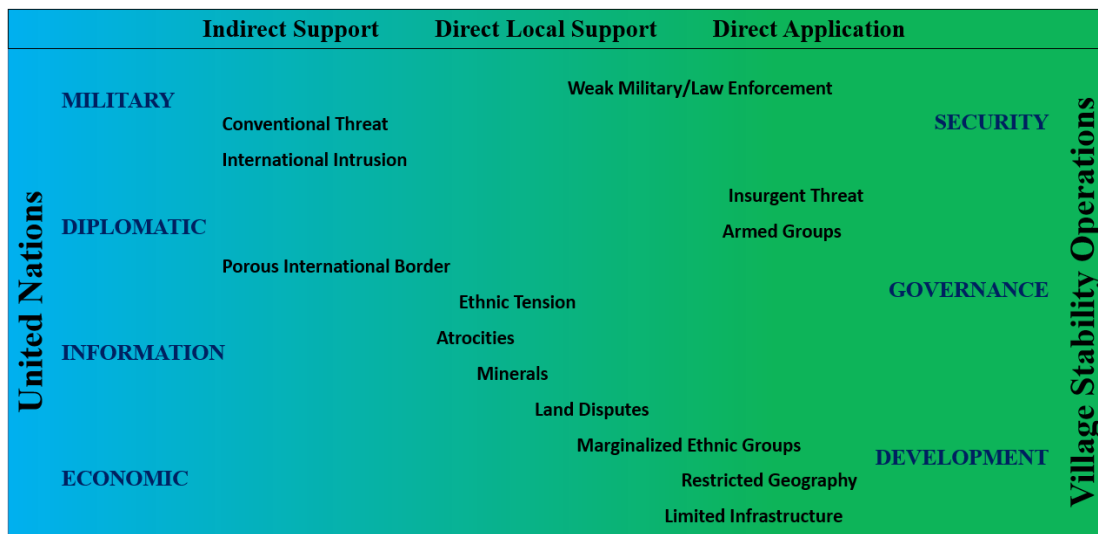 Indirect Support Direct Local Support Direct Application
United Nations
MILITARY
DIPLOMATIC
INFORMATION
ECONOMIC
Weak Military/Law Enforcement
Conventional Threat
International Intrusion
Insurgent Threat
Armed Groups
Porous International Border
Ethnic Tension
Atrocities
Minerals
Land Disputes
Marginalized Ethnic Groups
Restricted Geography
Limited Infrastructure
SECURITY
GOVERNANCE
DEVELOPMENT
Village Stability Operations